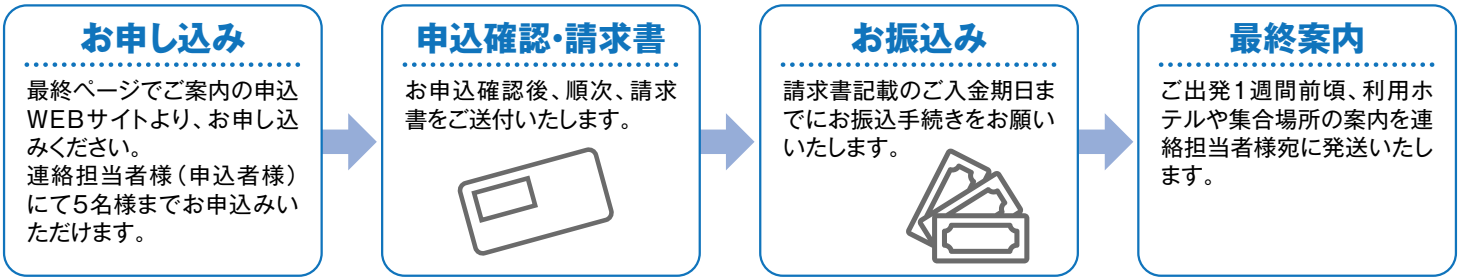 お申し込み
最終ページでご案内の申込
WEBサイトより、お申し込
みください。
連絡担当者様（申込者様）
にて5名様までお申込みい
ただけます。
申込確認・請求書
お申込確認後、順次、請求
書をご送付いたします。
お振込み
請求書記載のご入金期日ま
でにお振込手続きをお願い
いたします。
最終案内
ご出発1週間前頃、利用ホ
テルや集合場所の案内を連
絡担当者様宛に発送いたし
ます。